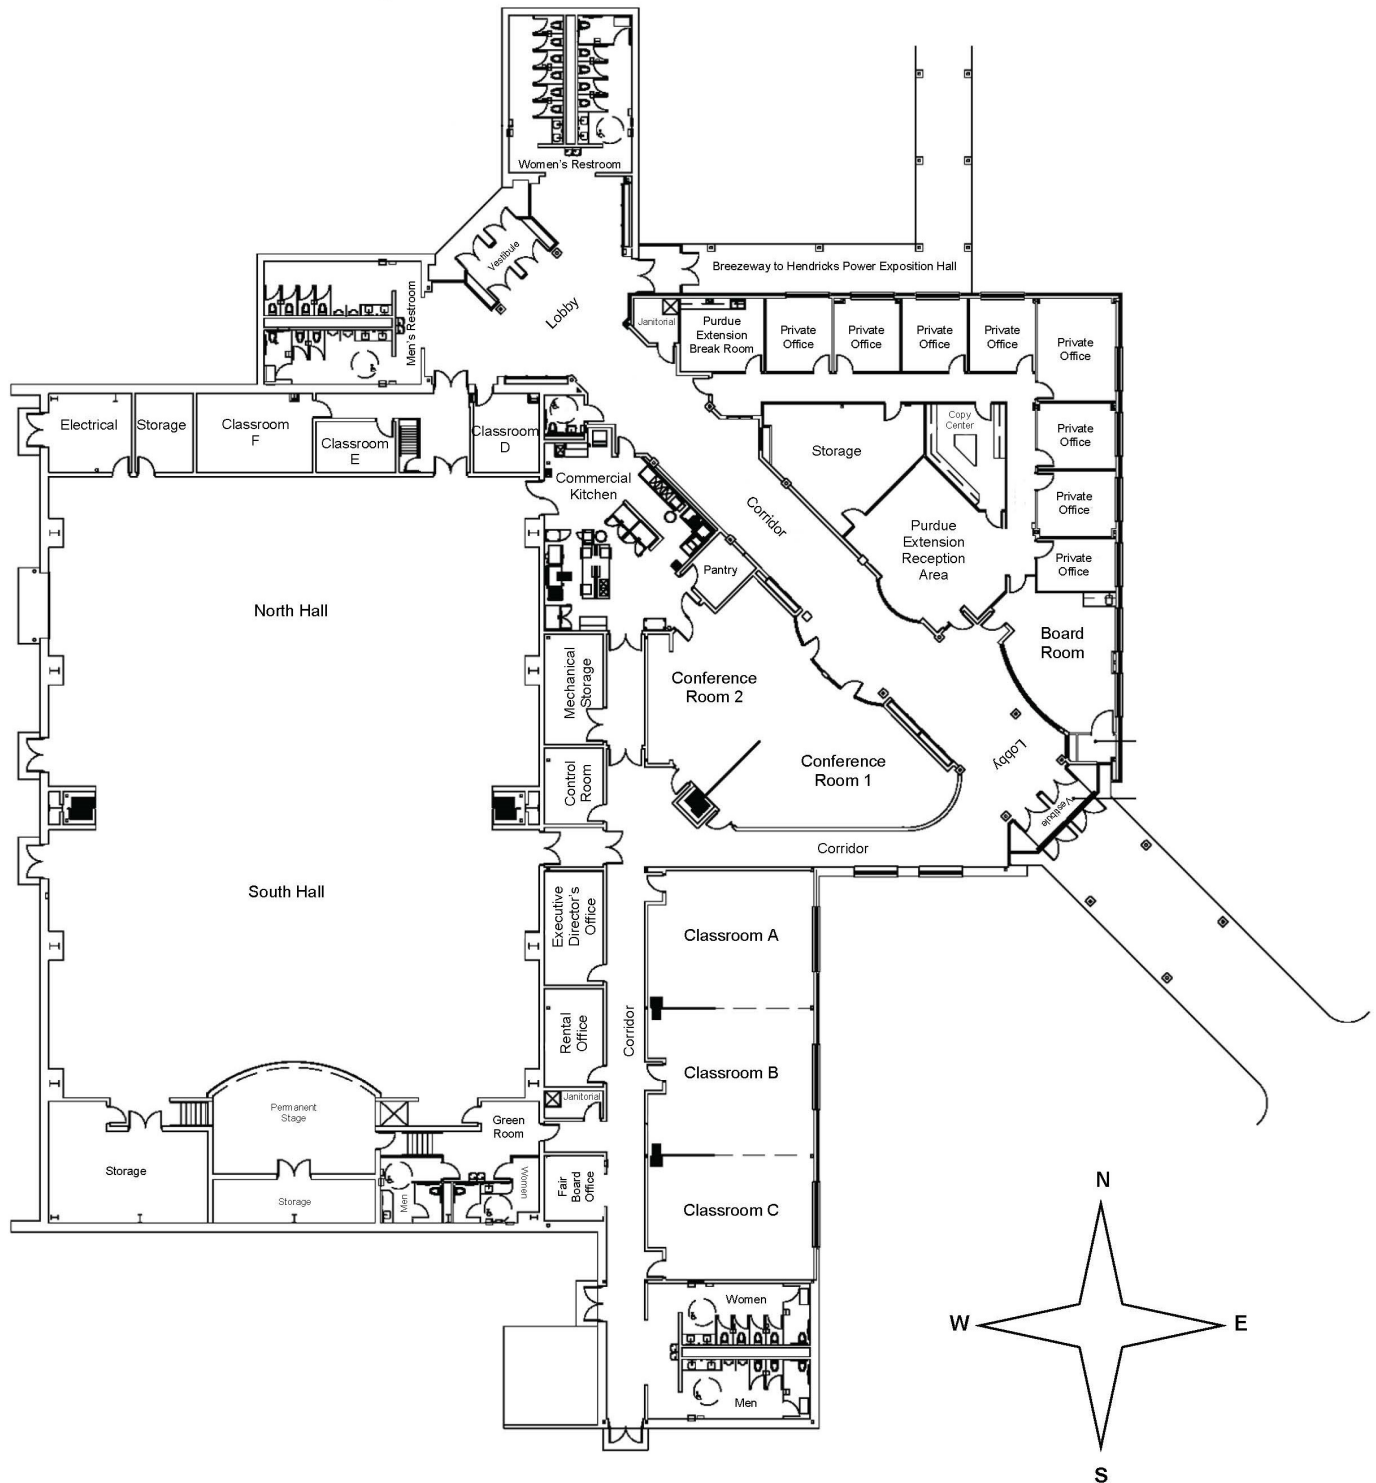 Women's Restroom
Vestibule
Breezeway to Hendricks Power Exposition Hall
Men's Restroom
Lobby
Janitorial
Purdue
Extension
Break Room
Private
Office
Private
Office
Private
Office
Private
Office
Private
Office
Electrical
Storage
Classroom
F
Classroom
E
Classroom
D
Copy
Center
Private
Office
Storage
Commercial
Kitchen
Corridor
Private
Office
Purdue
Extension
Reception
Area
Pantry
Private
Office
North Hall
Board
Room
Mechanical
Storage
Conference
Room 2
Lobby
Control
Room
Conference
Room 1
Vestibule
Corridor
South Hall
Executive
Director's
Office
Classroom A
Rental
Office
Corridor
Classroom B
Janitorial
Permanent
Stage
Green
Room
Storage
Storage
Men
Women
Fair
Board
Office
Classroom C
N
W
E
S
Women
Men